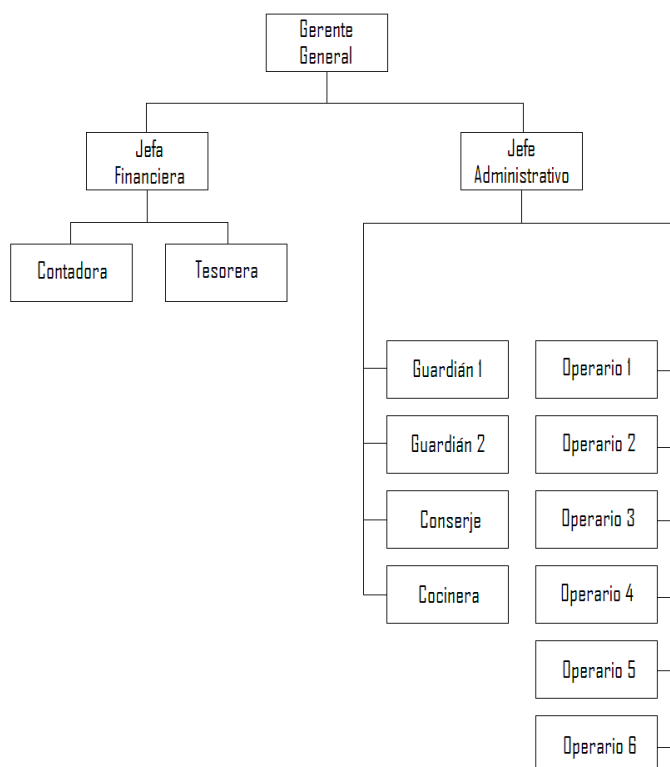 Gerente
General
Jefa
Financiera
Jefe
Administrativo
Contadora
Tesorera
Guardián 1
Operario 1
Guardián 2
Operario 2
Conserje
Operario 3
Cocinera
Operario 4
Operario 5
Operario 6